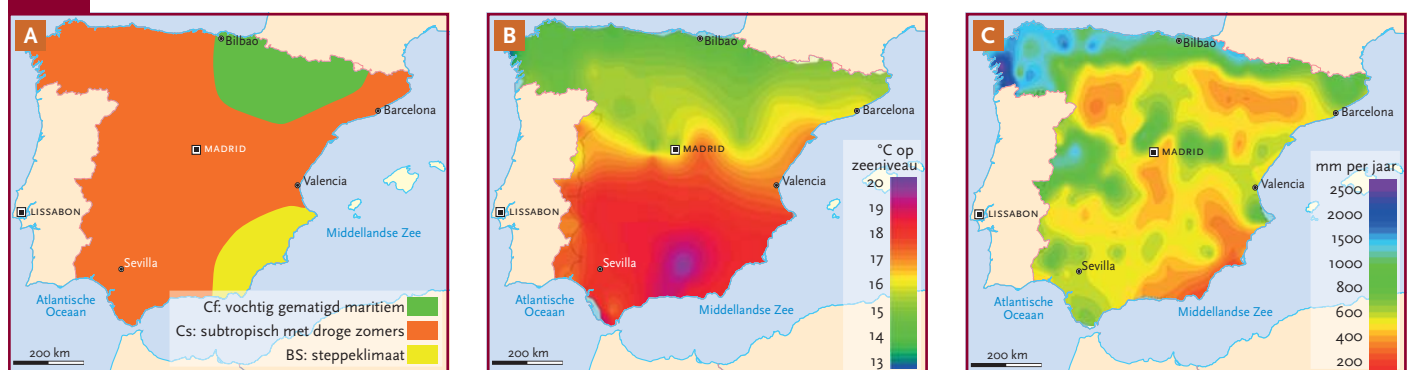 A
Bilbao
Barcelona
MADRID
Valencia
LISSABON
Middellandse Zee
Sevilla
Atlantische
Oceaan
Cf: vochtig gematigd maritiem
Cs: subtropisch met droge zomers
BS: steppeklimaat
200 km
B
Bilbao
Barcelona
MADRID
°C op
zeeniveau
20
19
18
17
16
15
14
13
Valencia
LISSABON
Sevilla
Atlantische
Oceaan
Middellandse Zee
200 km
C
Bilbao
Barcelona
MADRID
mm per jaar
2500
2000
1500
1000
800
600
400
200
Valencia
LISSABON
Sevilla
Atlantische
Oceaan
Middellandse Zee
200 km